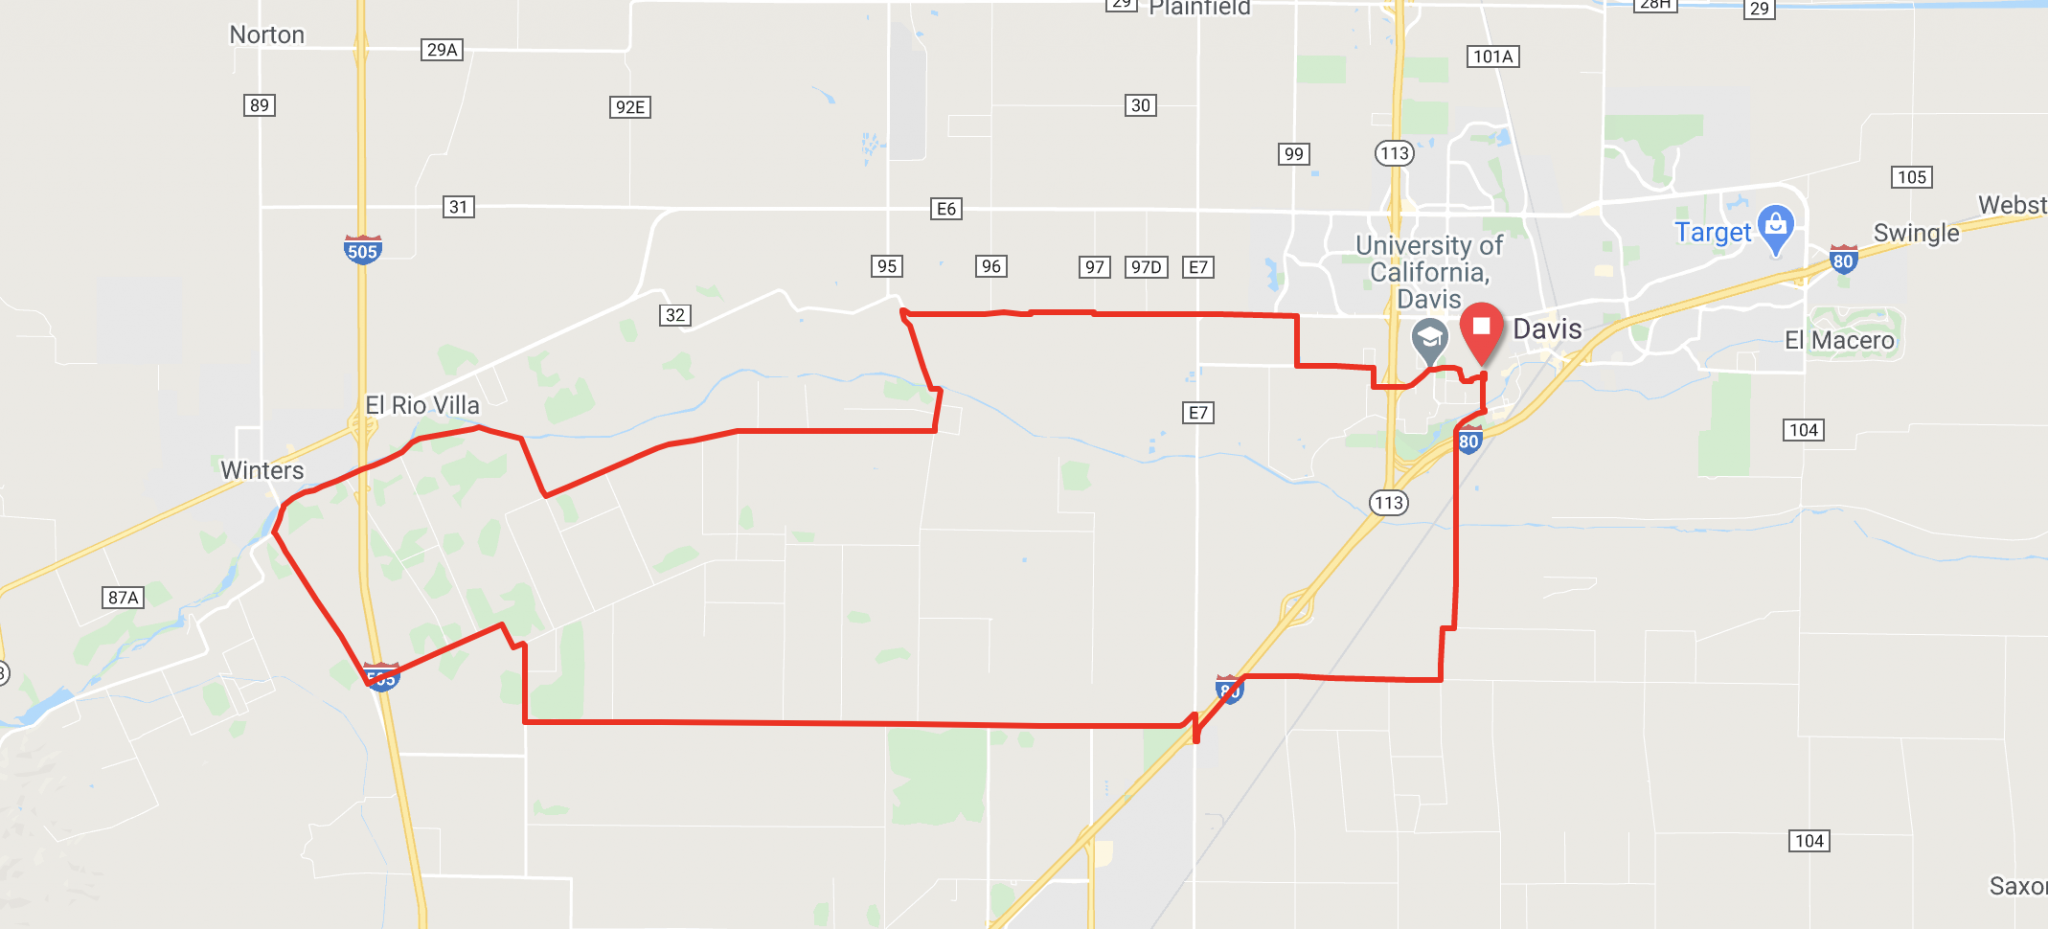 29
Plainfield
28H
29
Norton
29A
101A
89
92E
30
99
113
105
31
E6
Webst
Target
Swingle
505
University of
California,
Davis
80
95
96
97
97D
E7
32
Davis
El Macero
El Rio Villa
E7
104
80
Winters
113
87A
505
80
104
Saxon